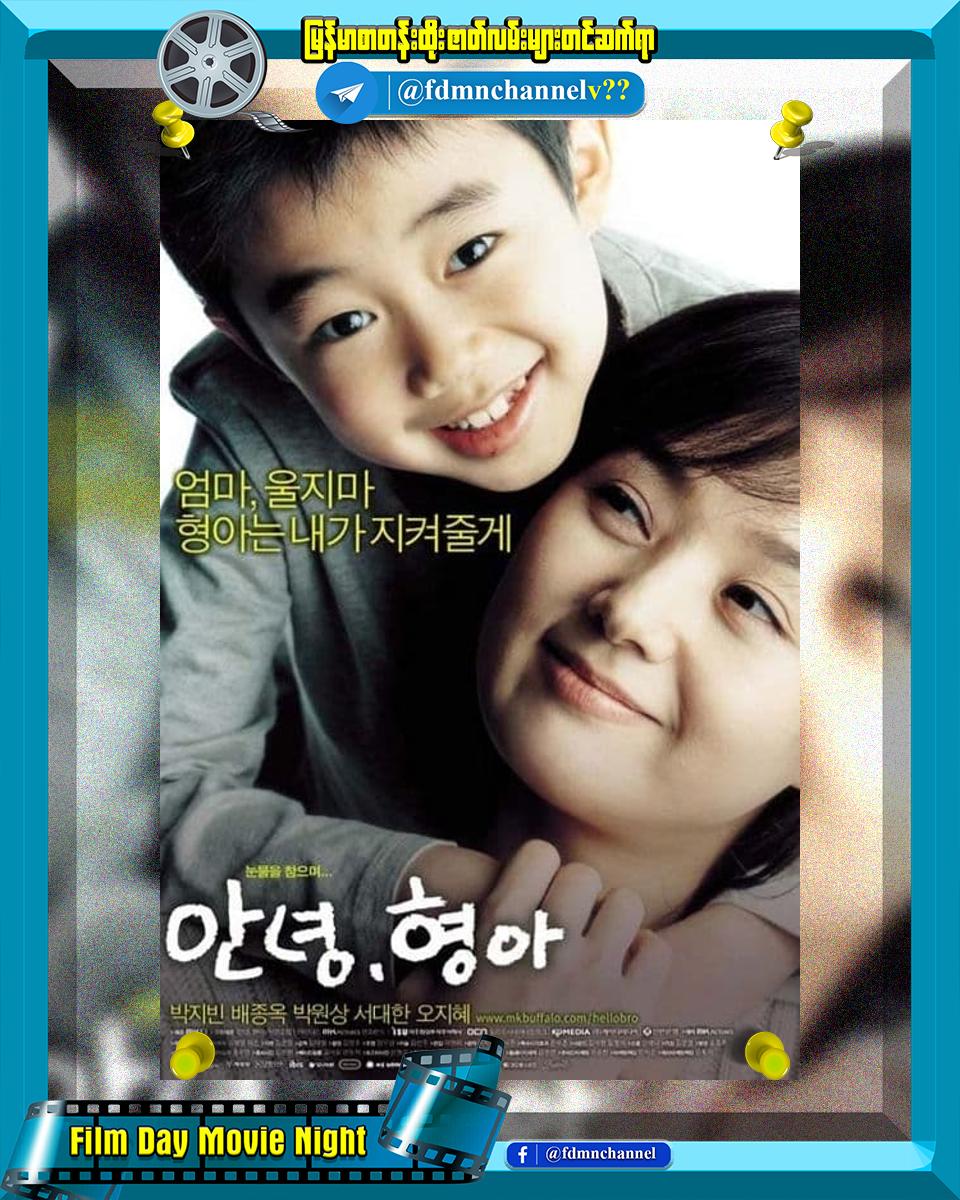 မြန်မာစာတန်းထိုးဇာတ်လမ်းများတင်ဆက်ရာ
@fdmnchannelv??
엄마, 울지마
형아는 내가 지켜줄게
눈물을 참으며...
안녕, 형아
박지빈 배종옥 박원상 서대한 오지혜 www.mkbuffalo.com/hellobro
Film Day Movie Night
@fdmnchannel